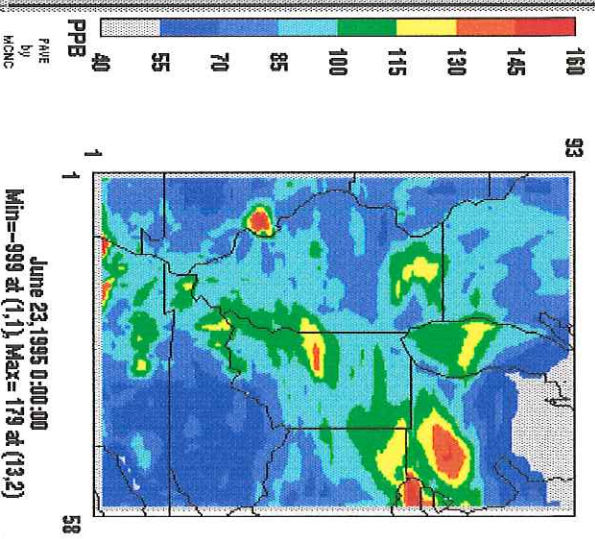 PPB
160
145
130
115
100
85
70
55
40
PAVE
by
MCNC
93
1
1
58
June 23,1995 0:00:00
Min=-999 at (1,1), Max= 179 at (13,2)